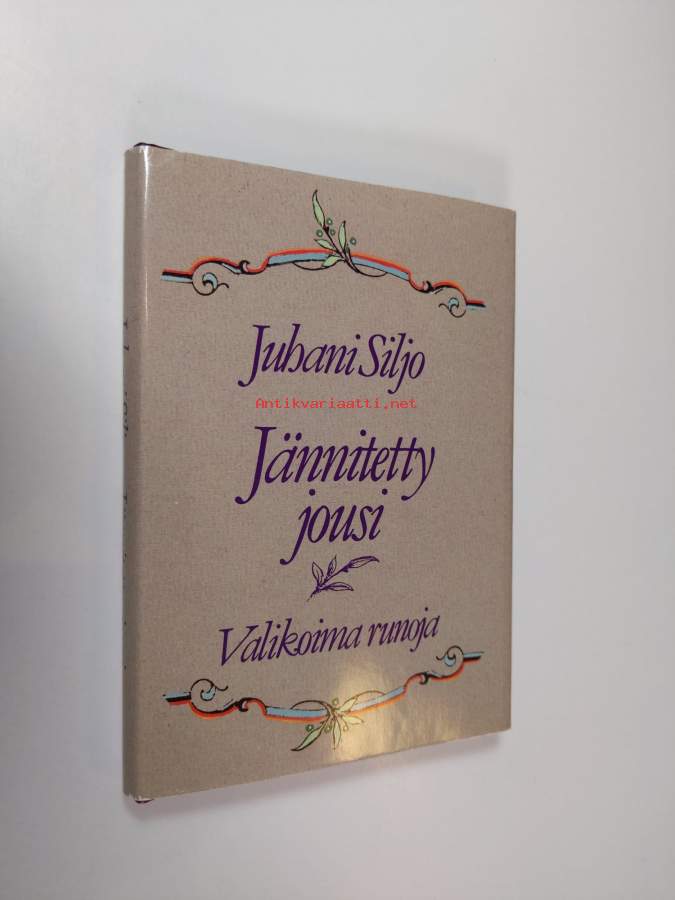 Juhani Siljo
Antikvariaatti.net
Jännitetty
jousi
Valikoima runoja